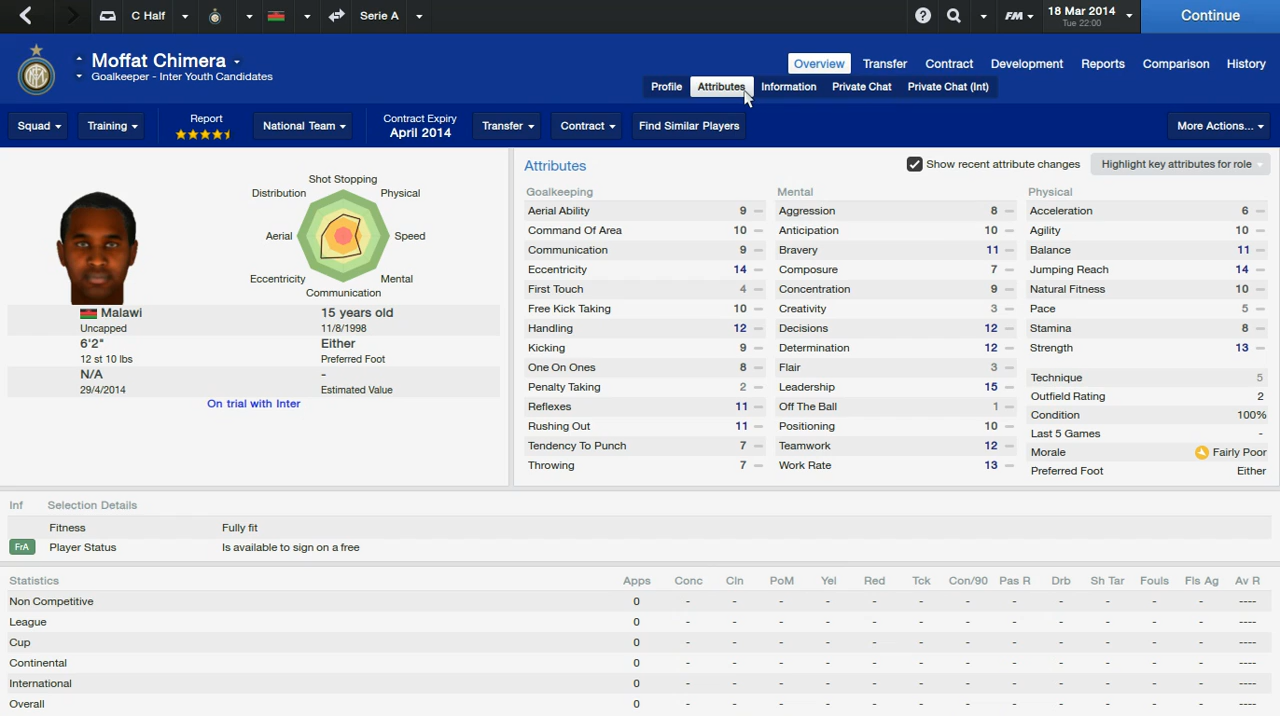 C Half
Serie A
FM
18 Mar 2014
Tue 22:00
Continue
Moffat Chimera
Goalkeeper - Inter Youth Candidates
Overview Transfer Contract Development Reports Comparison History
Profile Attributes Information Private Chat Private Chat (Int)
Squad Training Report National Team Contract Expiry April 2014 Transfer Contract Find Similar Players More Actions...
Shot Stopping
Distribution Physical
Aerial Speed
Eccentricity Mental
Communication
Malawi 15 years old
Uncapped 11/8/1998
6'2" Either
12 st 10 lbs Preferred Foot
N/A -
29/4/2014 Estimated Value
On trial with Inter
Attributes Show recent attribute changes Highlight key attributes for role
Goalkeeping Mental Physical
Aerial Ability 9 Aggression 8 Acceleration 6
Command Of Area 10 Anticipation 10 Agility 10
Communication 9 Bravery 11 Balance 11
Eccentricity 14 Composure 7 Jumping Reach 14
First Touch 4 Concentration 9 Natural Fitness 10
Free Kick Taking 10 Creativity 3 Pace 5
Handling 12 Decisions 12 Stamina 8
Kicking 9 Determination 12 Strength 13
One On Ones 8 Flair 3 Technique 5
Penalty Taking 2 Leadership 15 Outfield Rating 2
Reflexes 11 Off The Ball 1 Condition 100%
Rushing Out 11 Positioning 10 Last 5 Games -
Tendency To Punch 7 Teamwork 12 Morale Fairly Poor
Throwing 7 Work Rate 13 Preferred Foot Either
Inf Selection Details
Fitness Fully fit
FrA Player Status Is available to sign on a free
Statistics Apps Conc Cln PoM Yel Red Tck Con/90 Pas R Drb Sh Tar Fouls Fls Ag Av R
Non Competitive 0 - - - - - - - - - - - - ----
League 0 - - - - - - - - - - - - ----
Cup 0 - - - - - - - - - - - - ----
Continental 0 - - - - - - - - - - - - ----
International 0 - - - - - - - - - - - - ----
Overall 0 - - - - - - - - - - - - ----